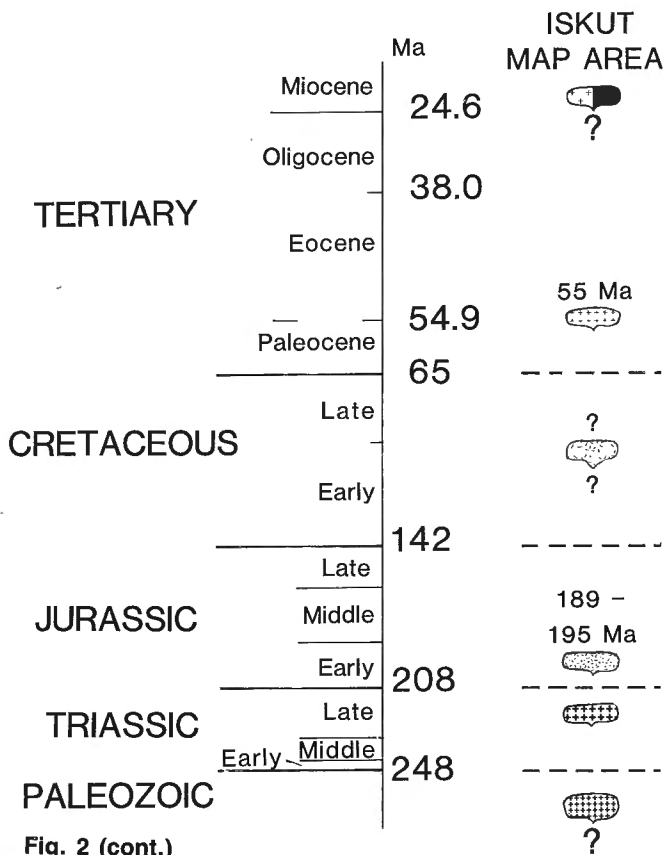 ISKUT
Ma
MAP AREA
Miocene
24.6
?
Oligocene
38.0
TERTIARY
Eocene
55 Ma
54.9
Paleocene
65
Late
?
CRETACEOUS
?
Early
142
Late
189 –
JURASSIC
Middle
195 Ma
Early
208
Late
TRIASSIC
Middle
Early
248
PALEOZOIC
?
Fig. 2 (cont.)